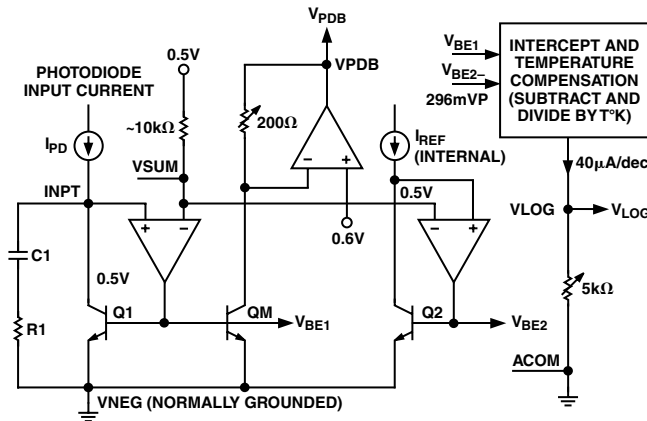 VPDB
VPDB
VBE1
VBE2–
296mVP
INTERCEPT AND
TEMPERATURE
COMPENSATION
(SUBTRACT AND
DIVIDE BY T°K)
0.5V
PHOTODIODE
INPUT CURRENT
~10kΩ
200Ω
IPD
IREF
(INTERNAL)
40µA/dec
VSUM
–
+
INPT
0.5V
VLOG
VLOG
+
–
–
+
0.6V
C1
0.5V
5kΩ
R1
Q1
QM
VBE1
Q2
VBE2
ACOM
VNEG (NORMALLY GROUNDED)